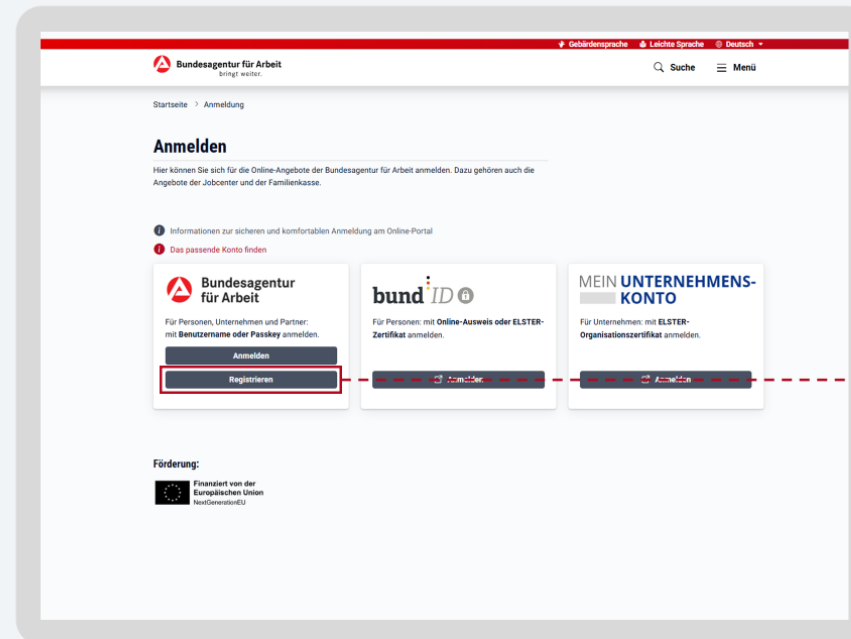 Gebärdensprache Leichte Sprache Deutsch
Bundesagentur für Arbeit
bringt weiter.
Suche Menü
Startseite Anmeldung
Anmelden
Hier können Sie sich für die Online-Angebote der Bundesagentur für Arbeit anmelden. Dazu gehören auch die
Angebote der Jobcenter und der Familienkasse.
Informationen zur sicheren und komfortablen Anmeldung am Online-Portal
Das passende Konto finden
Bundesagentur
für Arbeit
Für Personen, Unternehmen und Partner:
mit Benutzername oder Passkey anmelden.
Anmelden
Registrieren
bund ID
Für Personen: mit Online-Ausweis oder ELSTER-
Zertifikat anmelden.
Anmelden
MEIN UNTERNEHMENS-
KONTO
Für Unternehmen: mit ELSTER-
Organisationszertifikat anmelden.
Anmelden
Förderung:
Finanziert von der
Europäischen Union
NextGenerationEU